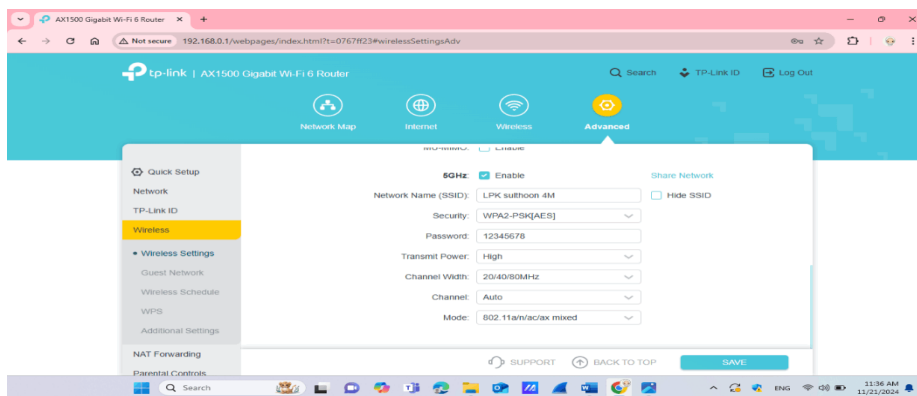 AX1500 Gigabit Wi-Fi 6 Router
Not secure 192.168.0.1/webpages/index.html?t=0767ff23#wirelessSettingsAdv
tp-link | AX1500 Gigabit Wi-Fi 6 Router
Search TP-Link ID Log Out
Network Map Internet Wireless Advanced
MU-MIMO: Enable
Quick Setup
Network
TP-Link ID
Wireless
Wireless Settings
Guest Network
Wireless Schedule
WPS
Additional Settings
NAT Forwarding
Parental Controls
5GHz: Enable Share Network
Network Name (SSID): LPK sulthoon 4M Hide SSID
Security: WPA2-PSK[AES]
Password: 12345678
Transmit Power: High
Channel Width: 20/40/80MHz
Channel: Auto
Mode: 802.11a/n/ac/ax mixed
SUPPORT BACK TO TOP SAVE
Search
ENG
11:36 AM
11/21/2024